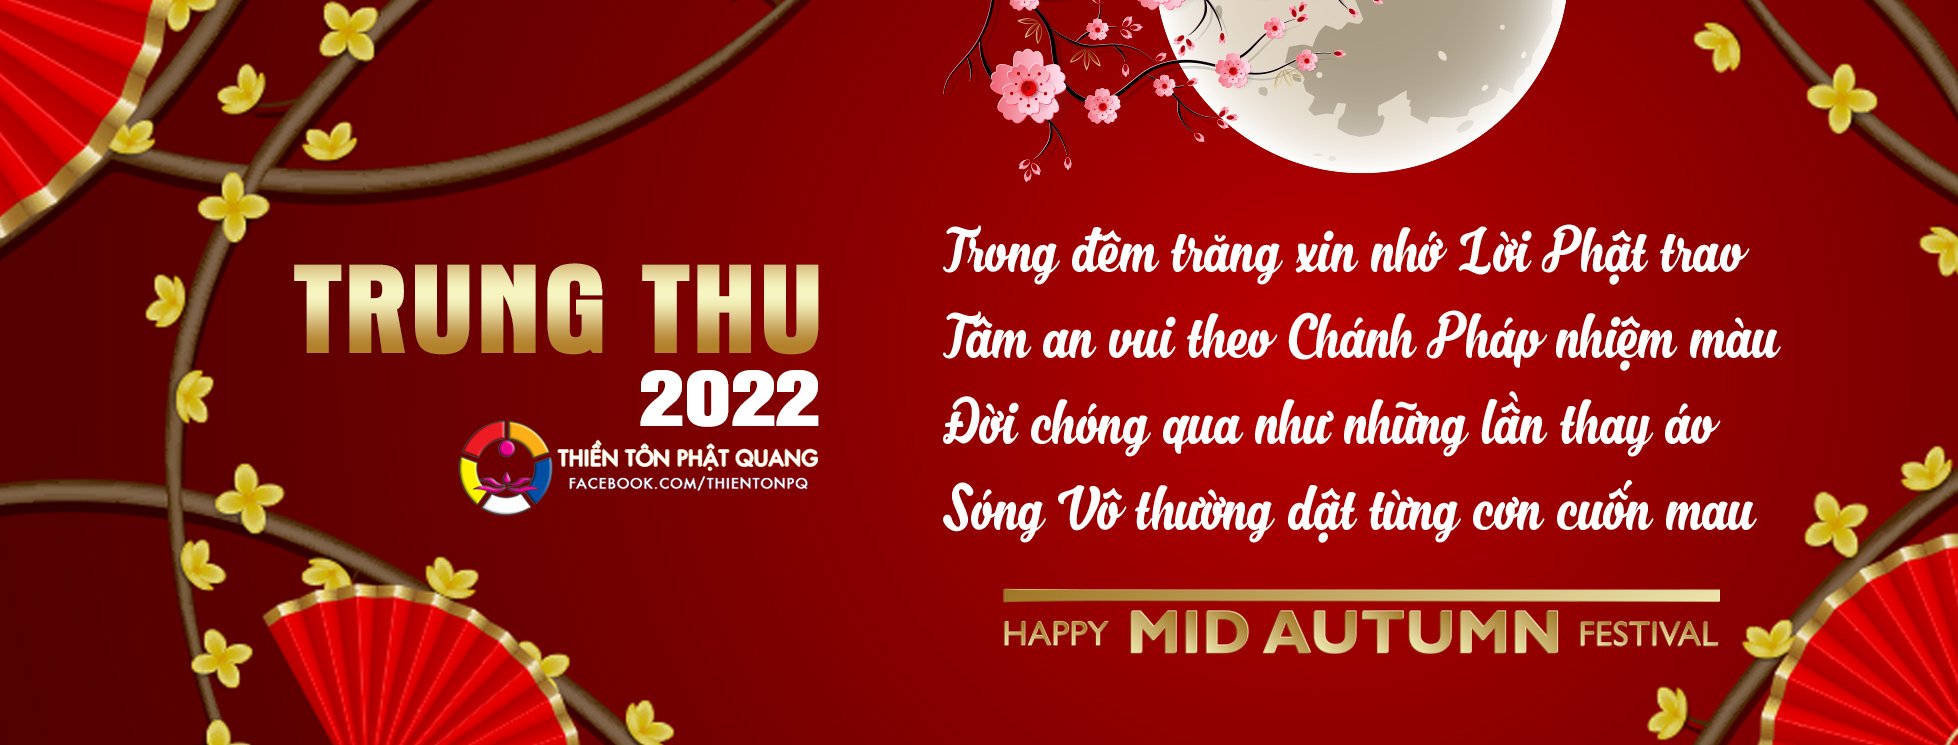 TRUNG THU
2022
THIỀN TÔN PHẬT QUANG
FACEBOOK.COM/THIENTONPQ
Trong đêm trăng xin nhớ Lời Phật trao
Tâm an vui theo Chánh Pháp nhiệm màu
Đời chóng qua như những lần thay áo
Sóng Vô thường dật từng cơn cuốn mau
HAPPY MID AUTUMN FESTIVAL